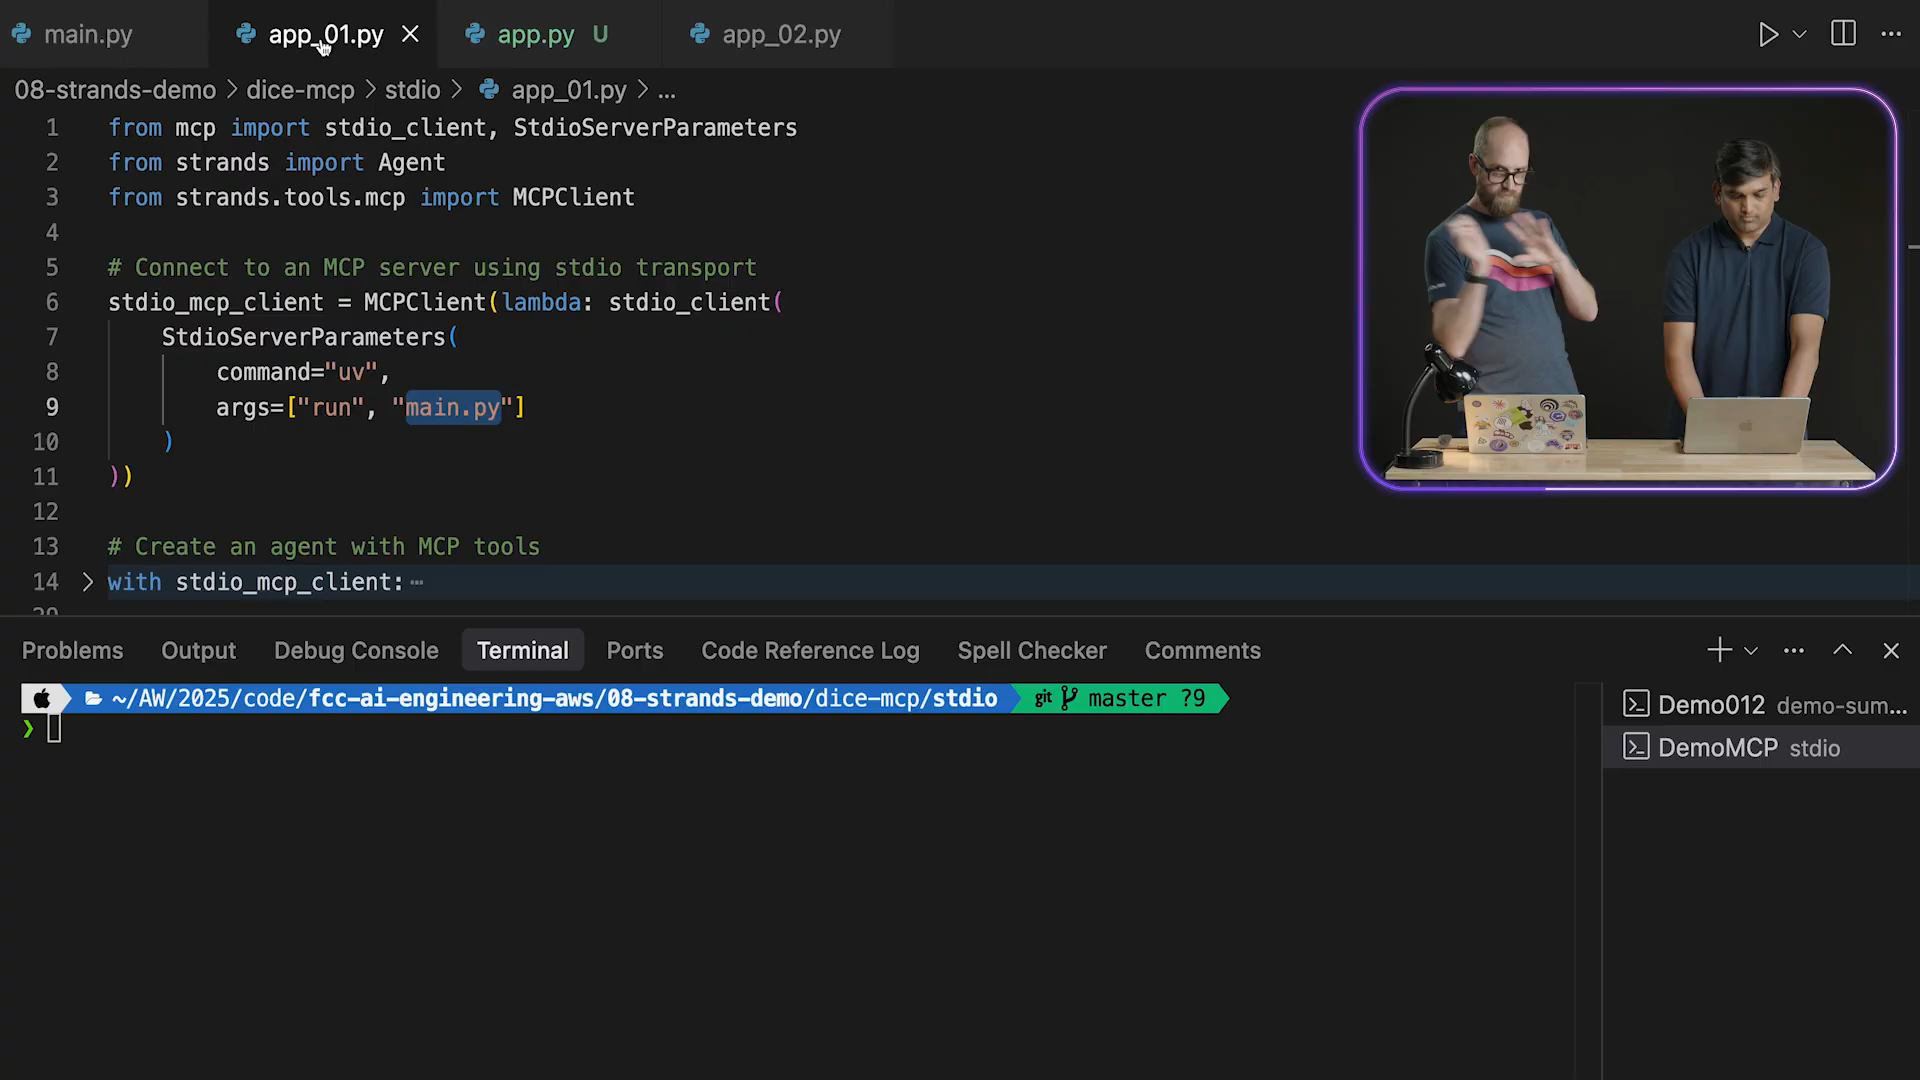 main.py app_01.py app.py U app_02.py
08-strands-demo > dice-mcp > stdio > app_01.py > ...
1 from mcp import stdio_client, StdioServerParameters
2 from strands import Agent
3 from strands.tools.mcp import MCPClient
4
5 # Connect to an MCP server using stdio transport
6 stdio_mcp_client = MCPClient(lambda: stdio_client(
7 StdioServerParameters(
8 command="uv",
9 args=["run", "main.py"]
10 )
11 ))
12
13 # Create an agent with MCP tools
14 with stdio_mcp_client: ...
20
Problems Output Debug Console Terminal Ports Code Reference Log Spell Checker Comments
~/AW/2025/code/fcc-ai-engineering-aws/08-strands-demo/dice-mcp/stdio git master ?9
❯
Demo012 demo-sum...
DemoMCP stdio